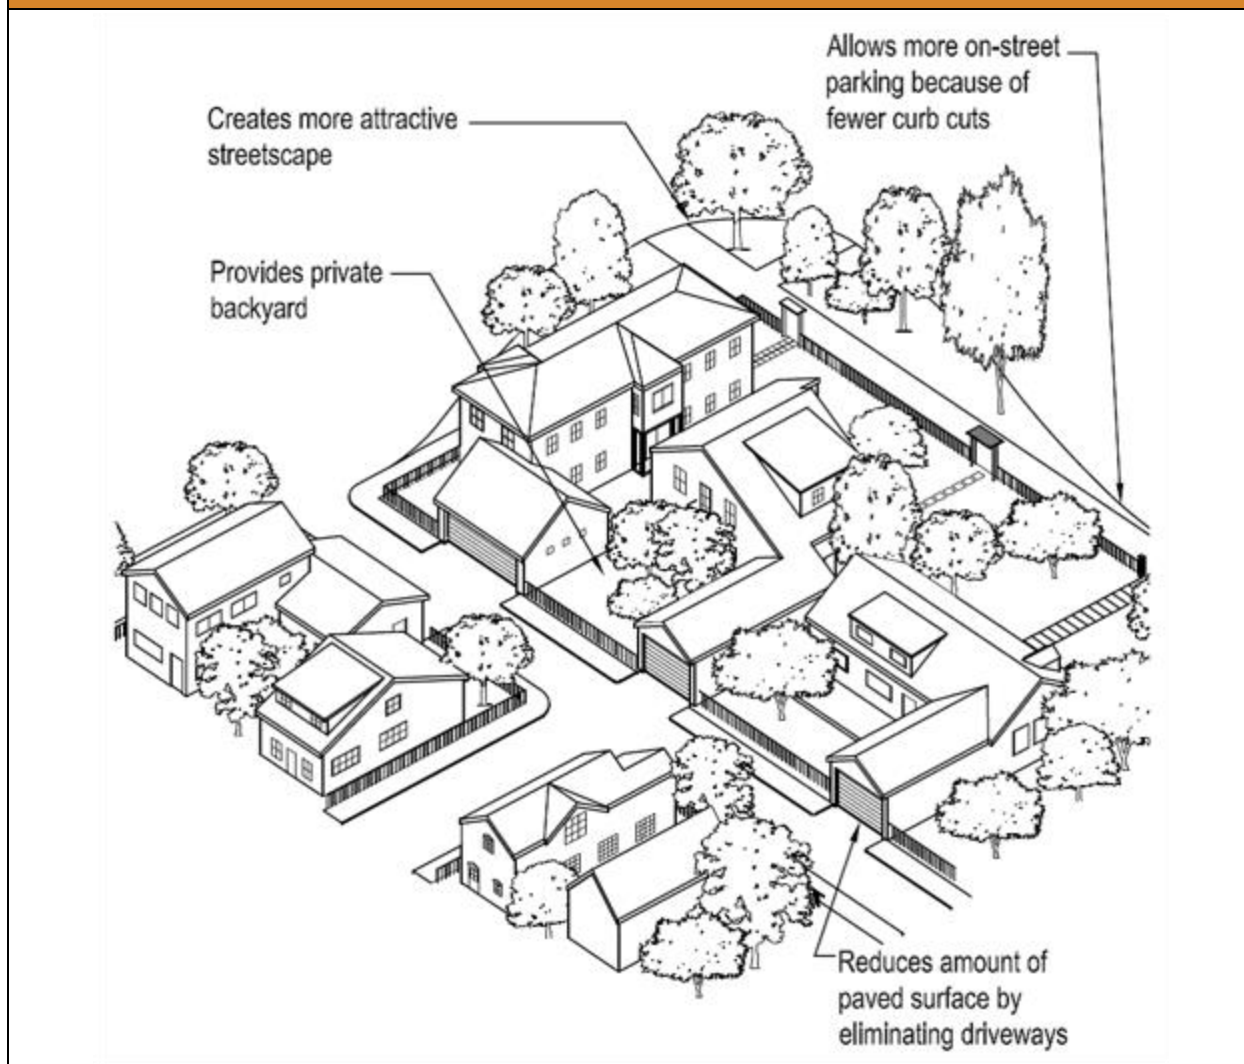 Allows more on-street
parking because of
fewer curb cuts
Creates more attractive
streetscape
Provides private
backyard
Reduces amount of
paved surface by
eliminating driveways